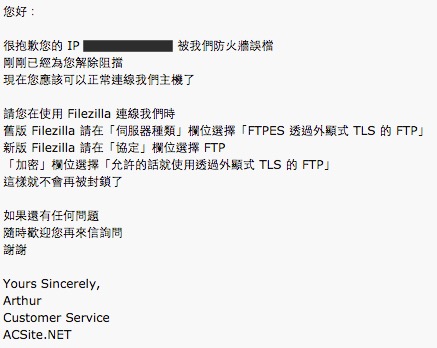 您好：
很抱歉您的 IP 被我們防火牆誤檔
剛剛已經為您解除阻擋
現在您應該可以正常連線我們主機了
請您在使用 Filezilla 連線我們時
舊版 Filezilla 請在「伺服器種類」欄位選擇「FTPES 透過外顯式 TLS 的 FTP」
新版 Filezilla 請在「協定」欄位選擇 FTP
「加密」欄位選擇「允許的話就使用透過外顯式 TLS 的 FTP」
這樣就不會再被封鎖了
如果還有任何問題
隨時歡迎您再來信詢問
謝謝
Yours Sincerely,
Arthur
Customer Service
ACSite.NET